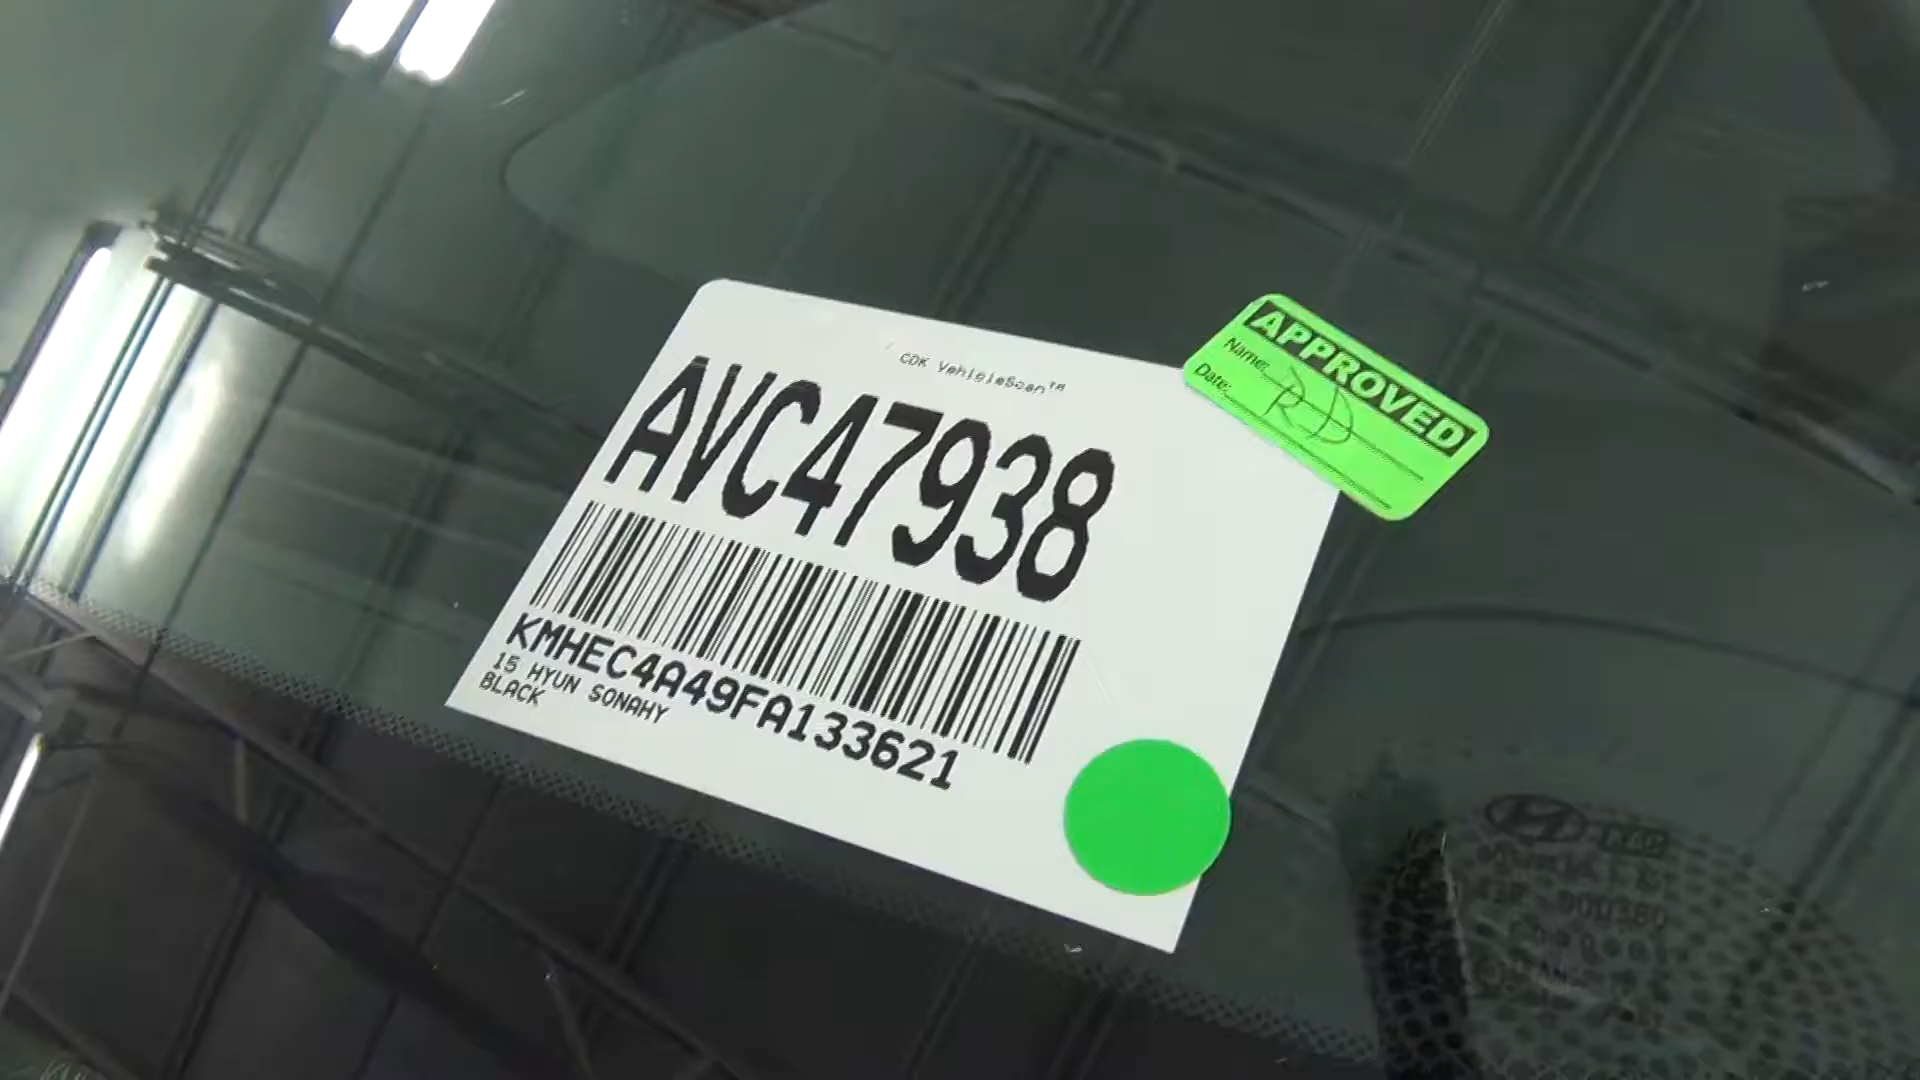 CDK VehicleScan™
AVC47938
KMHEC4A49FA133621
15 HYUN SONAHY
BLACK
APPROVED
Name:
RD
Date: